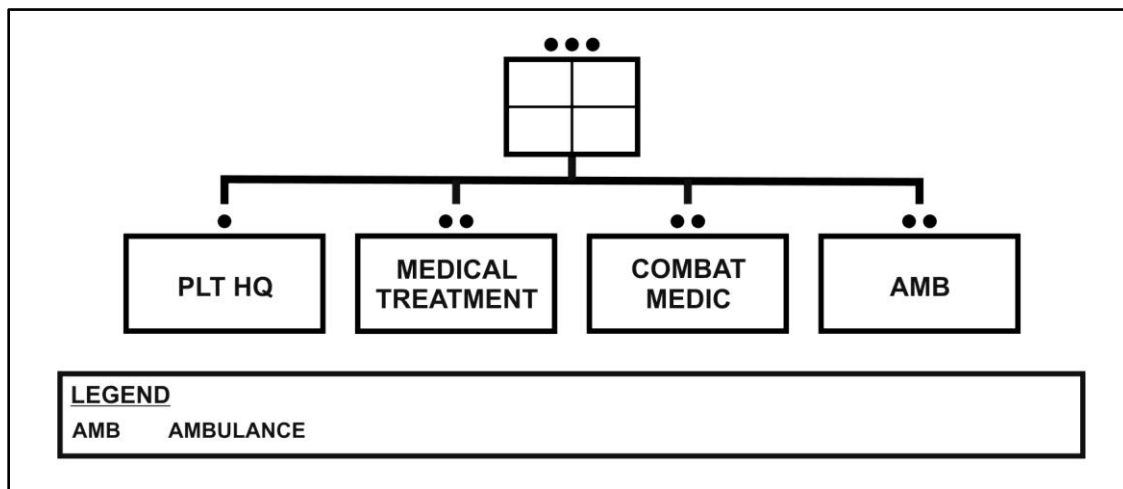 PLT HQ
MEDICAL
TREATMENT
COMBAT
MEDIC
AMB
LEGEND
AMB AMBULANCE